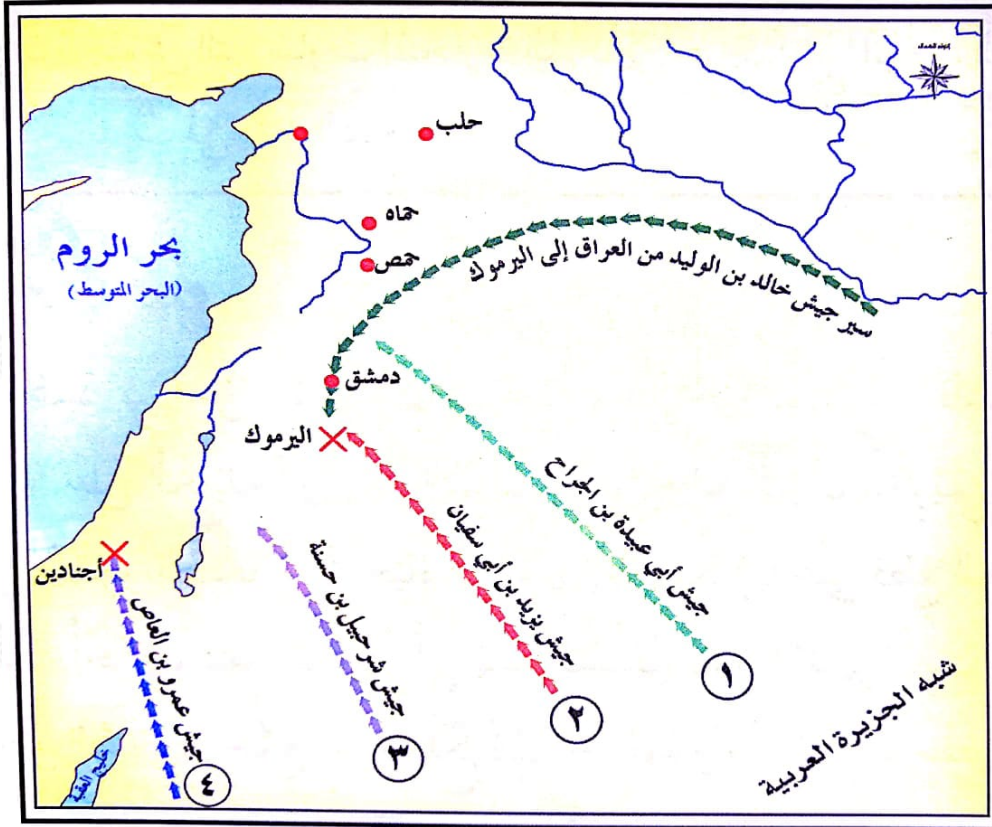 حلب
حماه
حمص
بحر الروم
(البحر المتوسط)
سير جيش خالد بن الوليد من العراق إلى اليرموك
دمشق
اليرموك
جيش أبي عبيدة بن الجراح
جيش يزيد بن أبي سفيان
جيش شرحبيل بن حسنة
أجنادين
جيش عمرو بن العاص
١
٢
٣
٤
شبه الجزيرة العربية
خليج العقبة